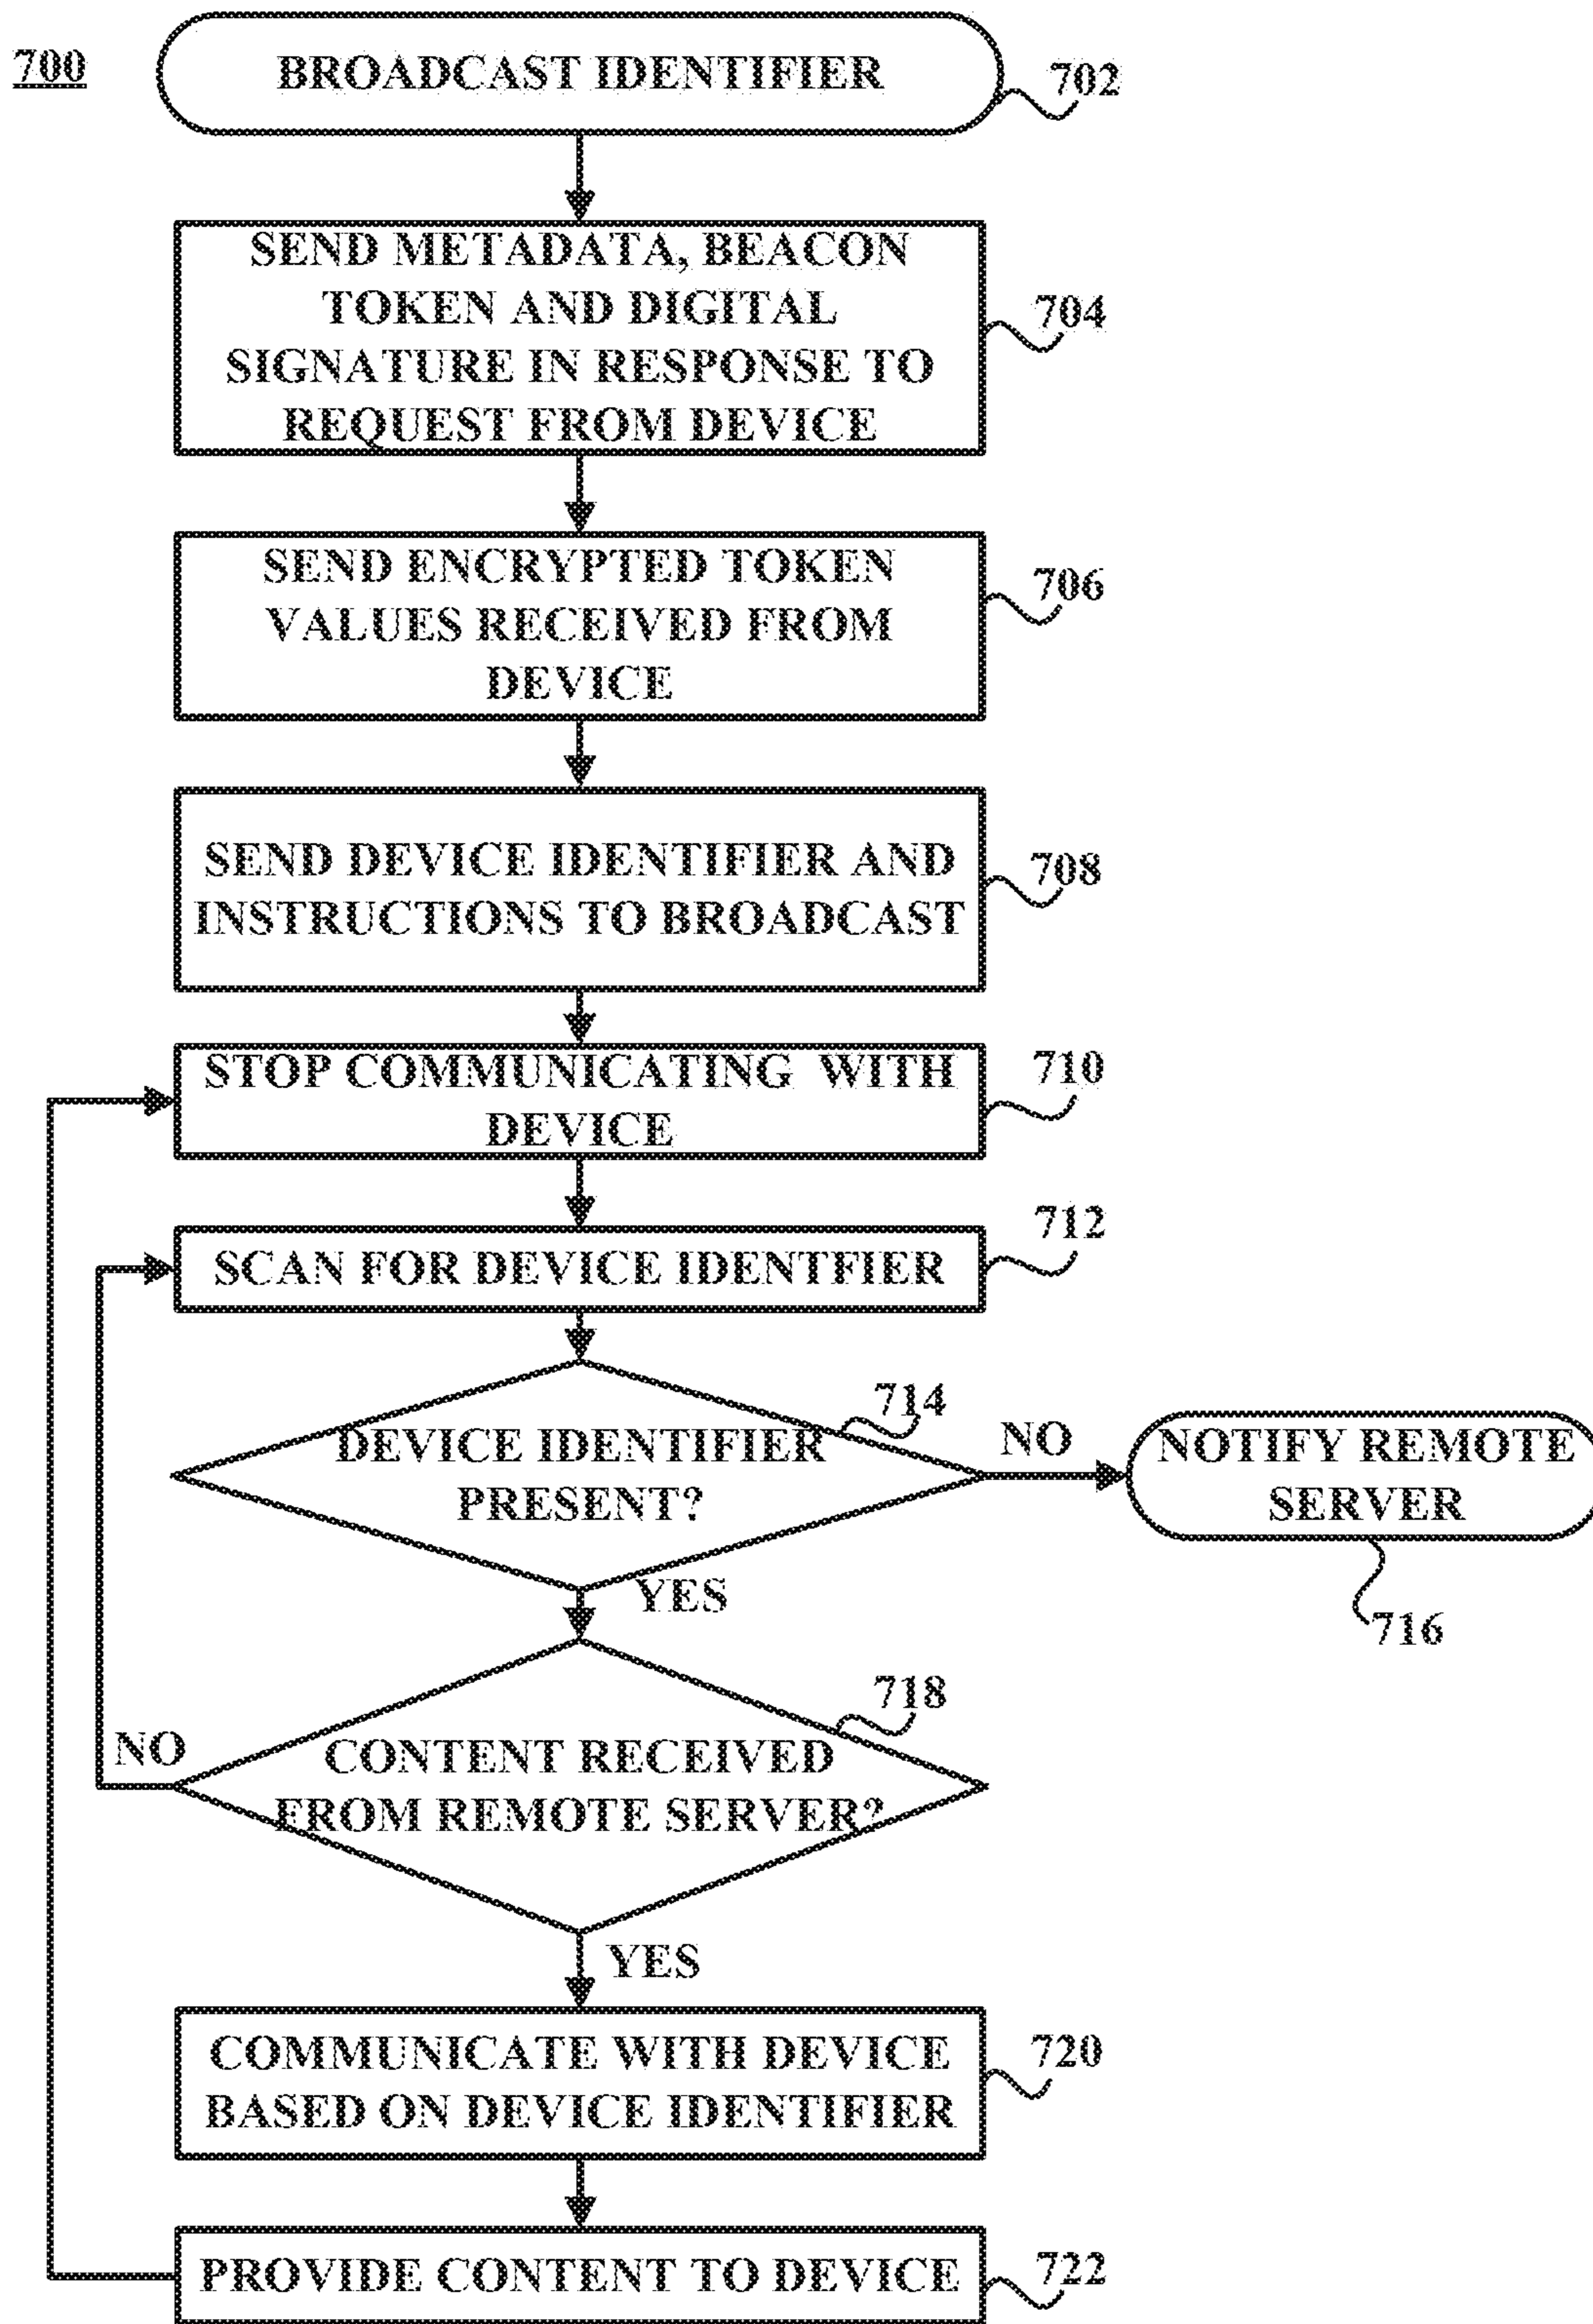 700
BROADCAST IDENTIFIER
702
SEND METADATA, BEACON
TOKEN AND DIGITAL
SIGNATURE IN RESPONSE TO
REQUEST FROM DEVICE
704
SEND ENCRYPTED TOKEN
VALUES RECEIVED FROM
DEVICE
706
SEND DEVICE IDENTIFIER AND
INSTRUCTIONS TO BROADCAST
708
STOP COMMUNICATING WITH
DEVICE
710
SCAN FOR DEVICE IDENTFIER
712
DEVICE IDENTIFIER
PRESENT?
714
NO
NOTIFY REMOTE
SERVER
716
YES
CONTENT RECEIVED
FROM REMOTE SERVER?
718
NO
YES
COMMUNICATE WITH DEVICE
BASED ON DEVICE IDENTIFIER
720
PROVIDE CONTENT TO DEVICE
722